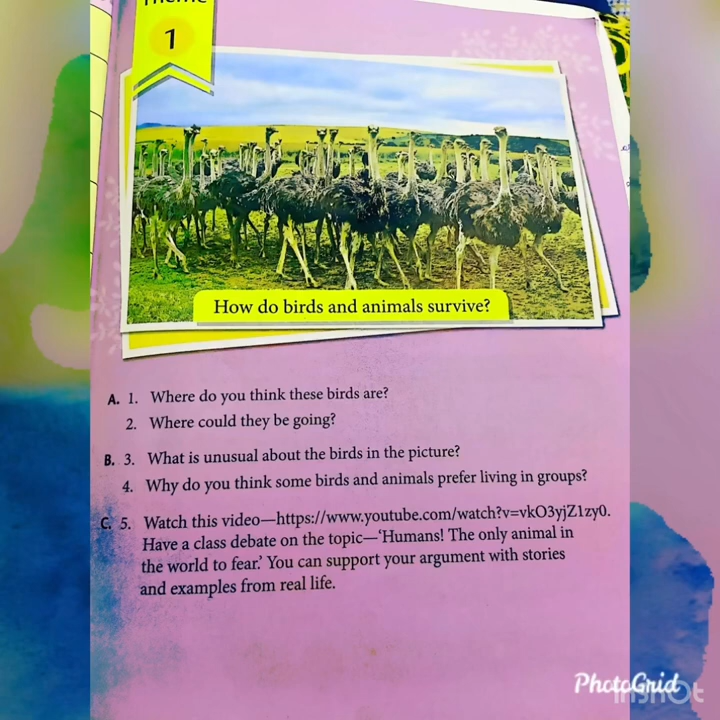 Theme
1
How do birds and animals survive?
A. 1. Where do you think these birds are?
2. Where could they be going?
B. 3. What is unusual about the birds in the picture?
4. Why do you think some birds and animals prefer living in groups?
C. 5. Watch this video—https://www.youtube.com/watch?v=vkO3yjZ1zy0.
Have a class debate on the topic—‘Humans! The only animal in
the world to fear.’ You can support your argument with stories
and examples from real life.
PhotoGrid